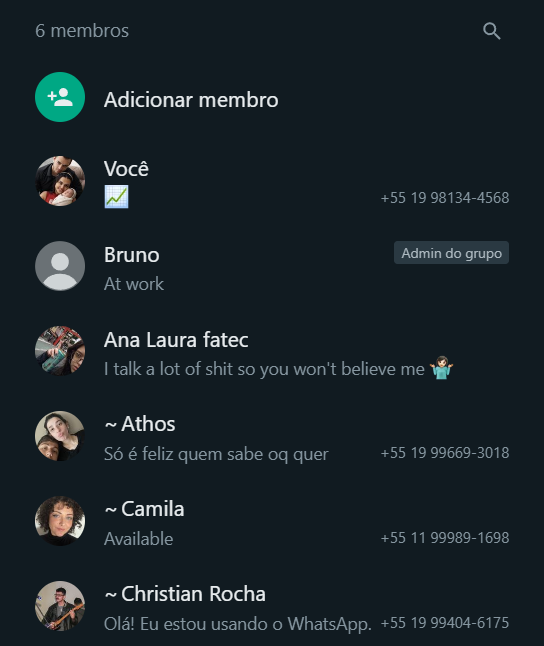 6 membros
Adicionar membro
Você
📈 +55 19 98134-4568
Bruno Admin do grupo
At work
Ana Laura fatec
I talk a lot of shit so you won't believe me 🤷🏻‍♀️
~ Athos
Só é feliz quem sabe oq quer +55 19 99669-3018
~ Camila
Available +55 11 99989-1698
~ Christian Rocha
Olá! Eu estou usando o WhatsApp. +55 19 99404-6175